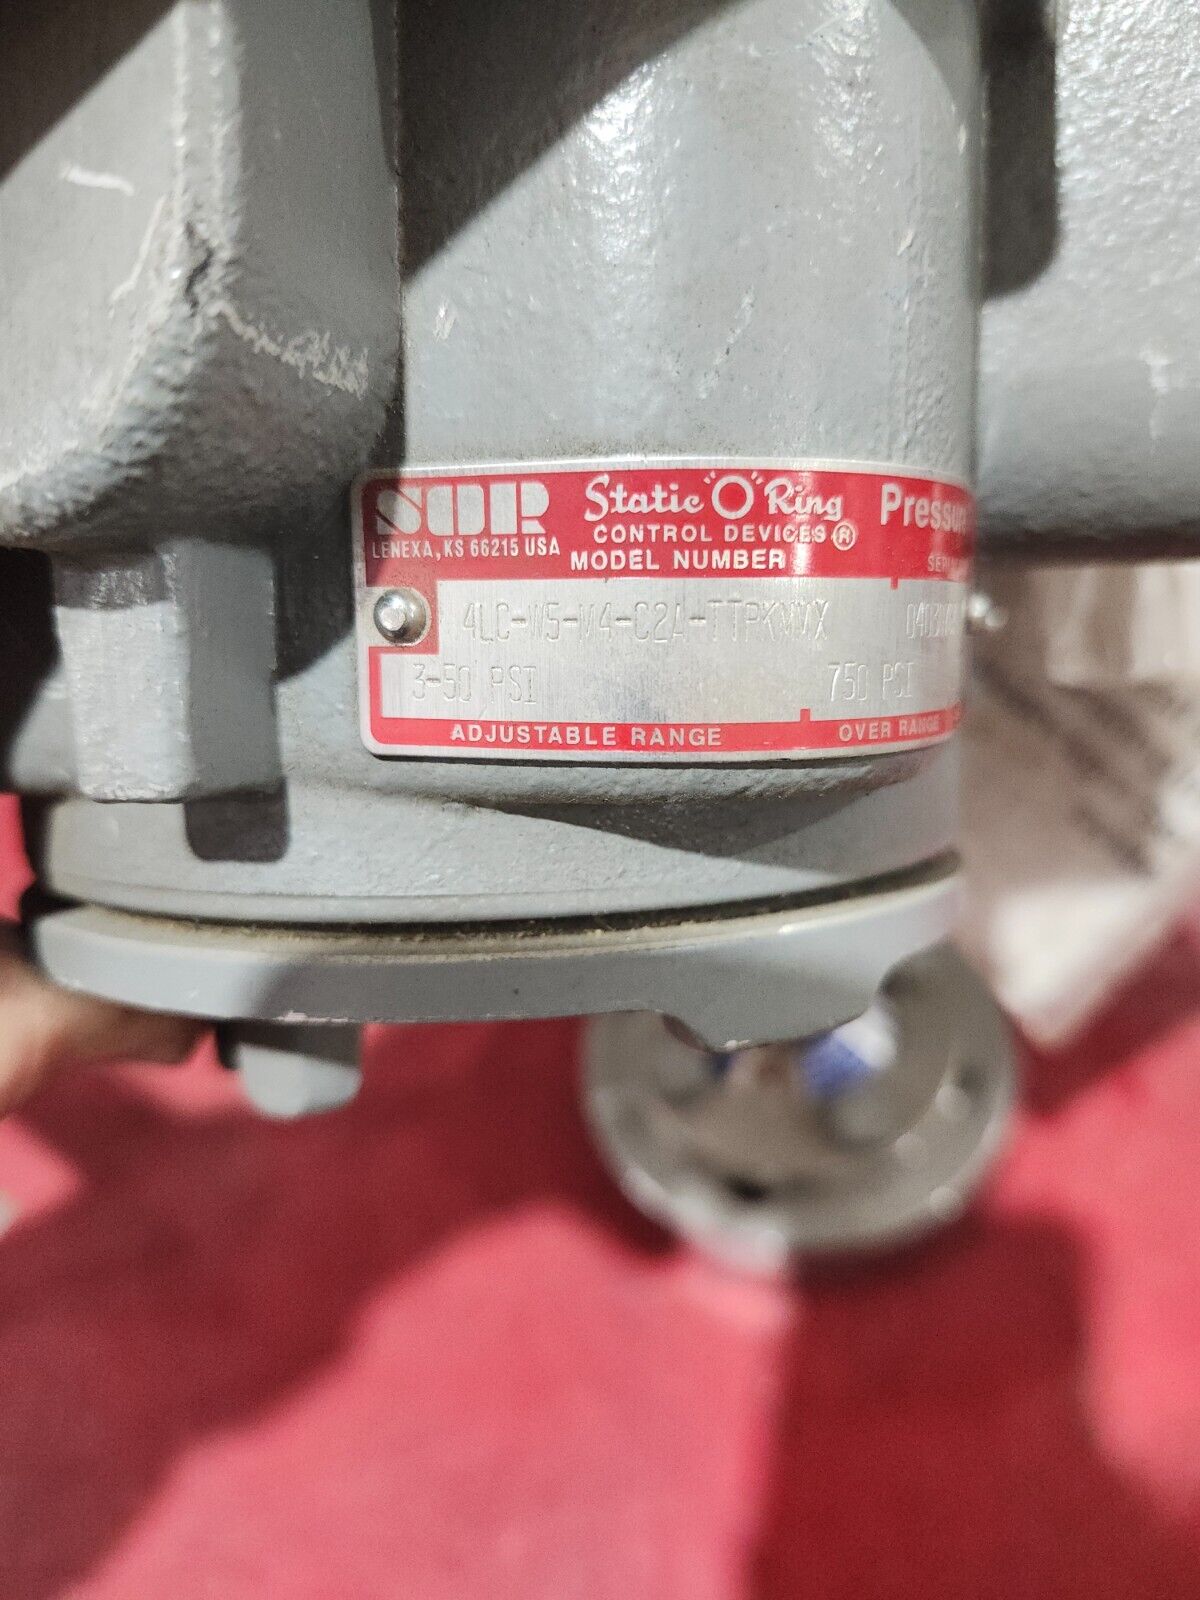 SOR Static "O" Ring
LENEXA, KS 66215 USA
CONTROL DEVICES ®
MODEL NUMBER
4LC-W5-M4-C2A-TTPKMVX
3-50 PSI 750 PSI
ADJUSTABLE RANGE OVER RANGE